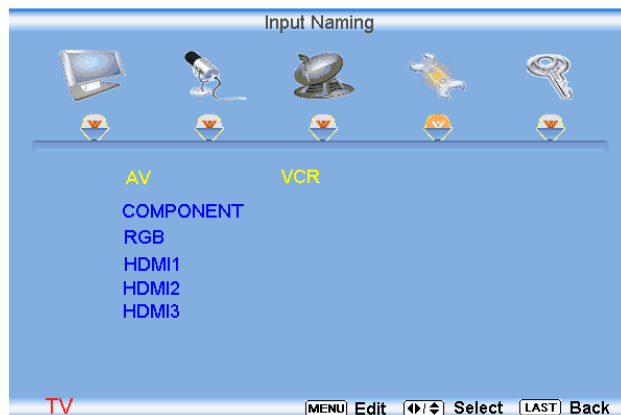 Input Naming
AV VCR
COMPONENT
RGB
HDMI1
HDMI2
HDMI3
TV MENU Edit Select LAST Back